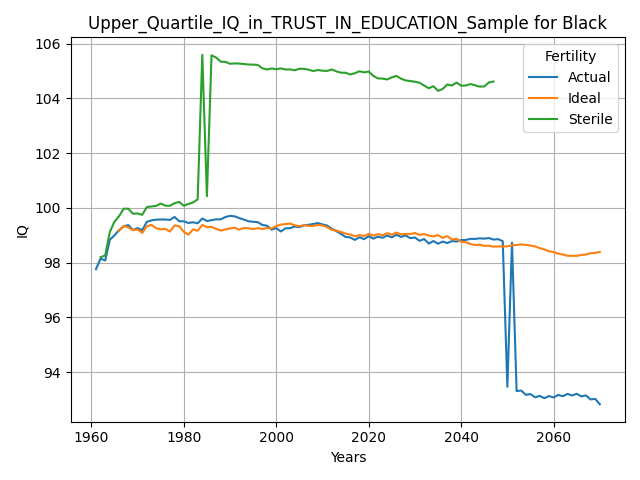 Upper_Quartile_IQ_in_TRUST_IN_EDUCATION_Sample for Black
Fertility
Actual
Ideal
Sterile
106
104
102
100
98
96
94
IQ
1960
1980
2000
2020
2040
2060
Years